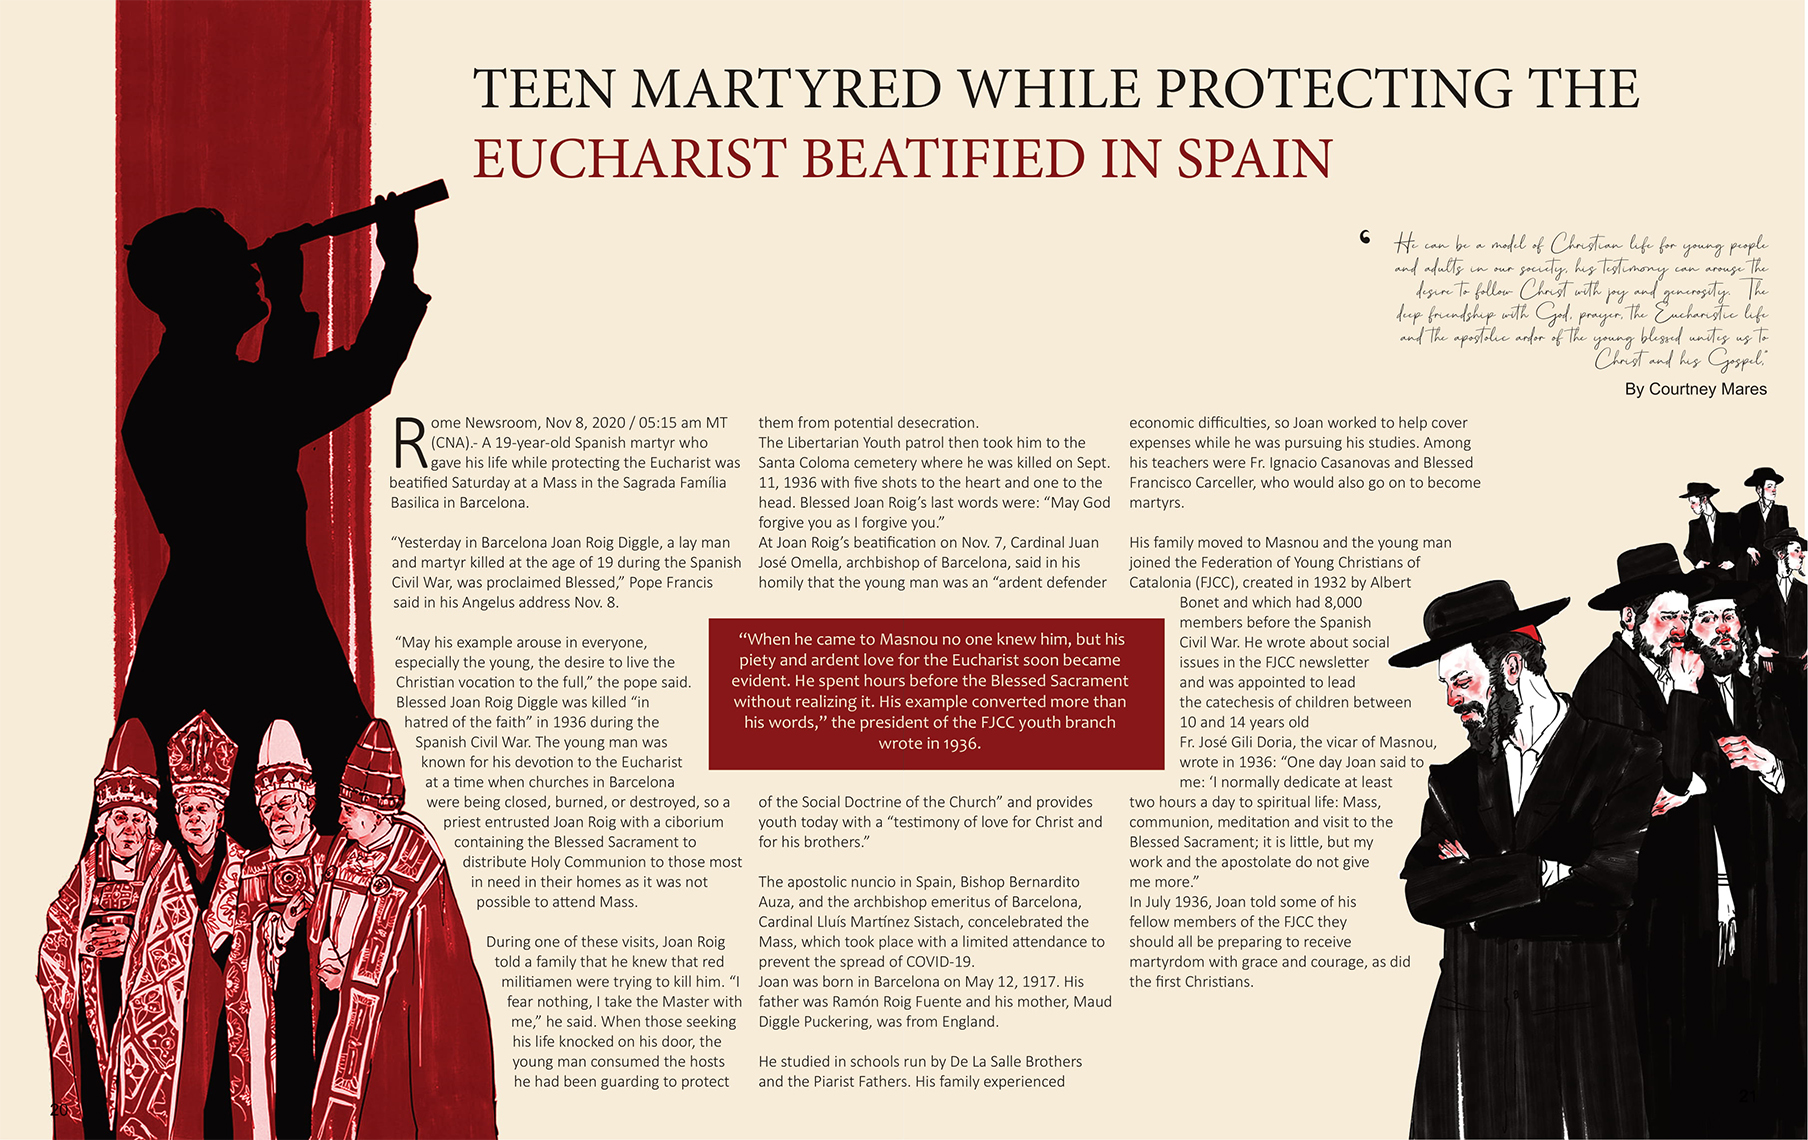 TEEN MARTYRED WHILE PROTECTING THE
EUCHARIST BEATIFIED IN SPAIN
‘ He can be a model of Christian life for young people
and adults in our society, his testimony can arouse the
desire to follow Christ with joy and generosity. The
deep friendship with God, prayer, the Eucharistic life
and the apostolic ardor of the young blessed unites us to
Christ and his Gospel,”
By Courtney Mares
Rome Newsroom, Nov 8, 2020 / 05:15 am MT
(CNA).- A 19-year-old Spanish martyr who
gave his life while protecting the Eucharist was
beatified Saturday at a Mass in the Sagrada Família
Basilica in Barcelona.
“Yesterday in Barcelona Joan Roig Diggle, a lay man
and martyr killed at the age of 19 during the Spanish
Civil War, was proclaimed Blessed,” Pope Francis
said in his Angelus address Nov. 8.
“May his example arouse in everyone,
especially the young, the desire to live the
Christian vocation to the full,” the pope said.
Blessed Joan Roig Diggle was killed “in
hatred of the faith” in 1936 during the
Spanish Civil War. The young man was
known for his devotion to the Eucharist
at a time when churches in Barcelona
were being closed, burned, or destroyed, so a
priest entrusted Joan Roig with a ciborium
containing the Blessed Sacrament to
distribute Holy Communion to those most
in need in their homes as it was not
possible to attend Mass.
During one of these visits, Joan Roig
told a family that he knew that red
militiamen were trying to kill him. “I
fear nothing, I take the Master with
me,” he said. When those seeking
his life knocked on his door, the
young man consumed the hosts
he had been guarding to protect
them from potential desecration.
The Libertarian Youth patrol then took him to the
Santa Coloma cemetery where he was killed on Sept.
11, 1936 with five shots to the heart and one to the
head. Blessed Joan Roig’s last words were: “May God
forgive you as I forgive you.”
At Joan Roig’s beatification on Nov. 7, Cardinal Juan
José Omella, archbishop of Barcelona, said in his
homily that the young man was an “ardent defender
“When he came to Masnou no one knew him, but his
piety and ardent love for the Eucharist soon became
evident. He spent hours before the Blessed Sacrament
without realizing it. His example converted more than
his words,” the president of the FJCC youth branch
wrote in 1936.
of the Social Doctrine of the Church” and provides
youth today with a “testimony of love for Christ and
for his brothers.”
The apostolic nuncio in Spain, Bishop Bernardito
Auza, and the archbishop emeritus of Barcelona,
Cardinal Lluís Martínez Sistach, concelebrated the
Mass, which took place with a limited attendance to
prevent the spread of COVID-19.
Joan was born in Barcelona on May 12, 1917. His
father was Ramón Roig Fuente and his mother, Maud
Diggle Puckering, was from England.
He studied in schools run by De La Salle Brothers
and the Piarist Fathers. His family experienced
economic difficulties, so Joan worked to help cover
expenses while he was pursuing his studies. Among
his teachers were Fr. Ignacio Casanovas and Blessed
Francisco Carceller, who would also go on to become
martyrs.
His family moved to Masnou and the young man
joined the Federation of Young Christians of
Catalonia (FJCC), created in 1932 by Albert
Bonet and which had 8,000
members before the Spanish
Civil War. He wrote about social
issues in the FJCC newsletter
and was appointed to lead
the catechesis of children between
10 and 14 years old
Fr. José Gili Doria, the vicar of Masnou,
wrote in 1936: “One day Joan said to
me: ‘I normally dedicate at least
two hours a day to spiritual life: Mass,
communion, meditation and visit to the
Blessed Sacrament; it is little, but my
work and the apostolate do not give
me more.”
In July 1936, Joan told some of his
fellow members of the FJCC they
should all be preparing to receive
martyrdom with grace and courage, as did
the first Christians.
20
21